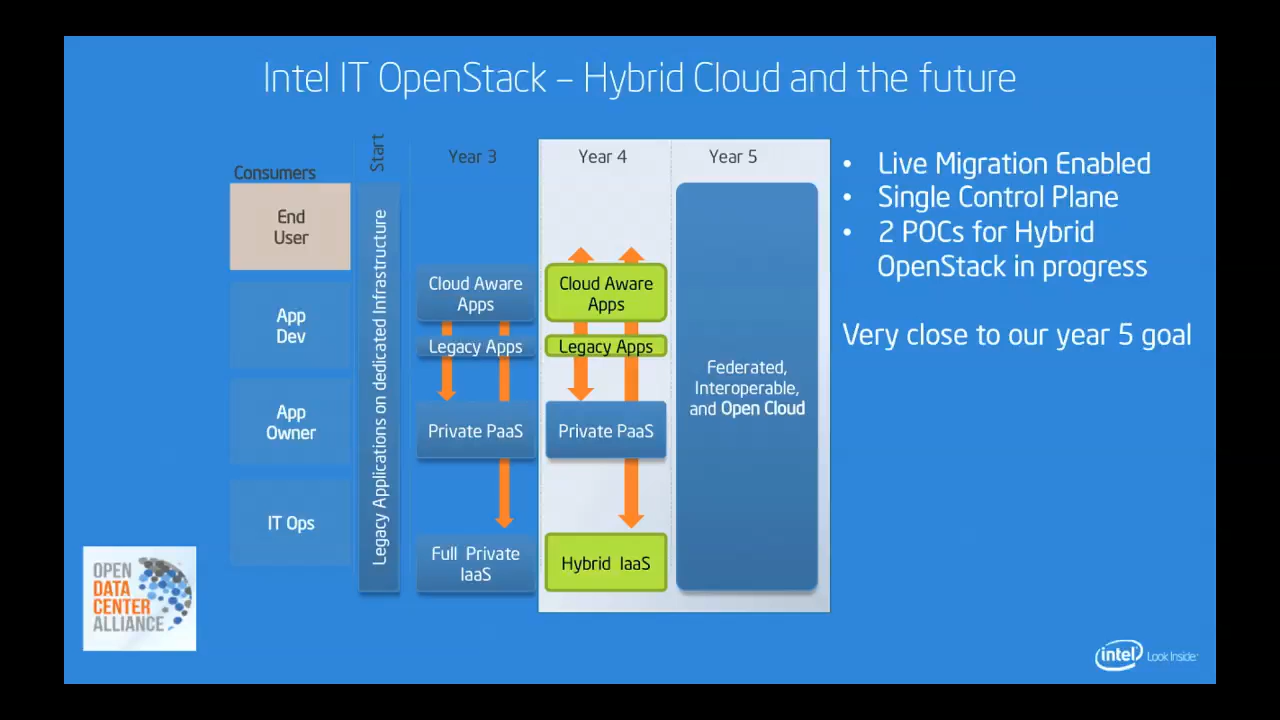 Intel IT OpenStack – Hybrid Cloud and the future
Consumers
End
User
App
Dev
App
Owner
IT Ops
Start
Legacy Applications on dedicated Infrastructure
Year 3
Cloud Aware
Apps
Legacy Apps
Private PaaS
Full Private
IaaS
Year 4
Cloud Aware
Apps
Legacy Apps
Private PaaS
Hybrid IaaS
Year 5
Federated,
Interoperable,
and Open Cloud
• Live Migration Enabled
• Single Control Plane
• 2 POCs for Hybrid
OpenStack in progress
Very close to our year 5 goal
OPEN
DATA
CENTER
ALLIANCE
intel Look Inside.™